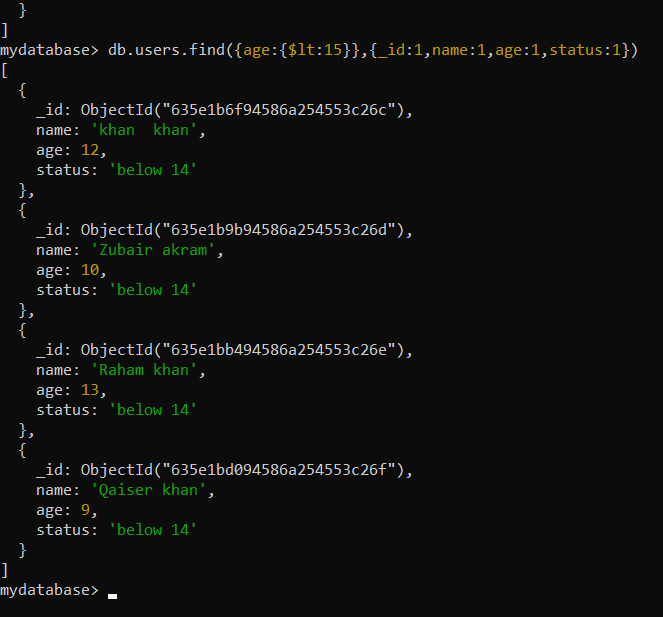 }
]
mydatabase> db.users.find({age:{$lt:15}},{_id:1,name:1,age:1,status:1})
[
  {
    _id: ObjectId("635e1b6f94586a254553c26c"),
    name: 'khan  khan',
    age: 12,
    status: 'below 14'
  },
  {
    _id: ObjectId("635e1b9b94586a254553c26d"),
    name: 'Zubair akram',
    age: 10,
    status: 'below 14'
  },
  {
    _id: ObjectId("635e1bb494586a254553c26e"),
    name: 'Raham khan',
    age: 13,
    status: 'below 14'
  },
  {
    _id: ObjectId("635e1bd094586a254553c26f"),
    name: 'Qaiser khan',
    age: 9,
    status: 'below 14'
  }
]
mydatabase>